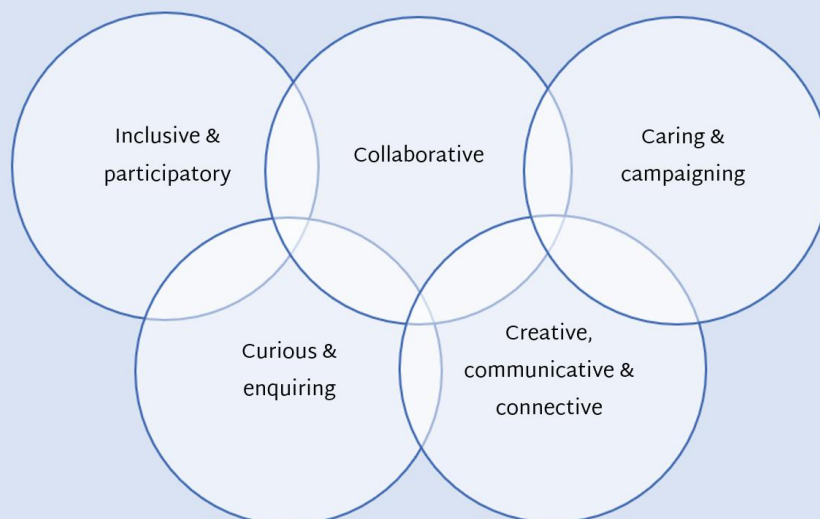 Inclusive &
participatory
Collaborative
Caring &
campaigning
Curious &
enquiring
Creative,
communicative &
connective